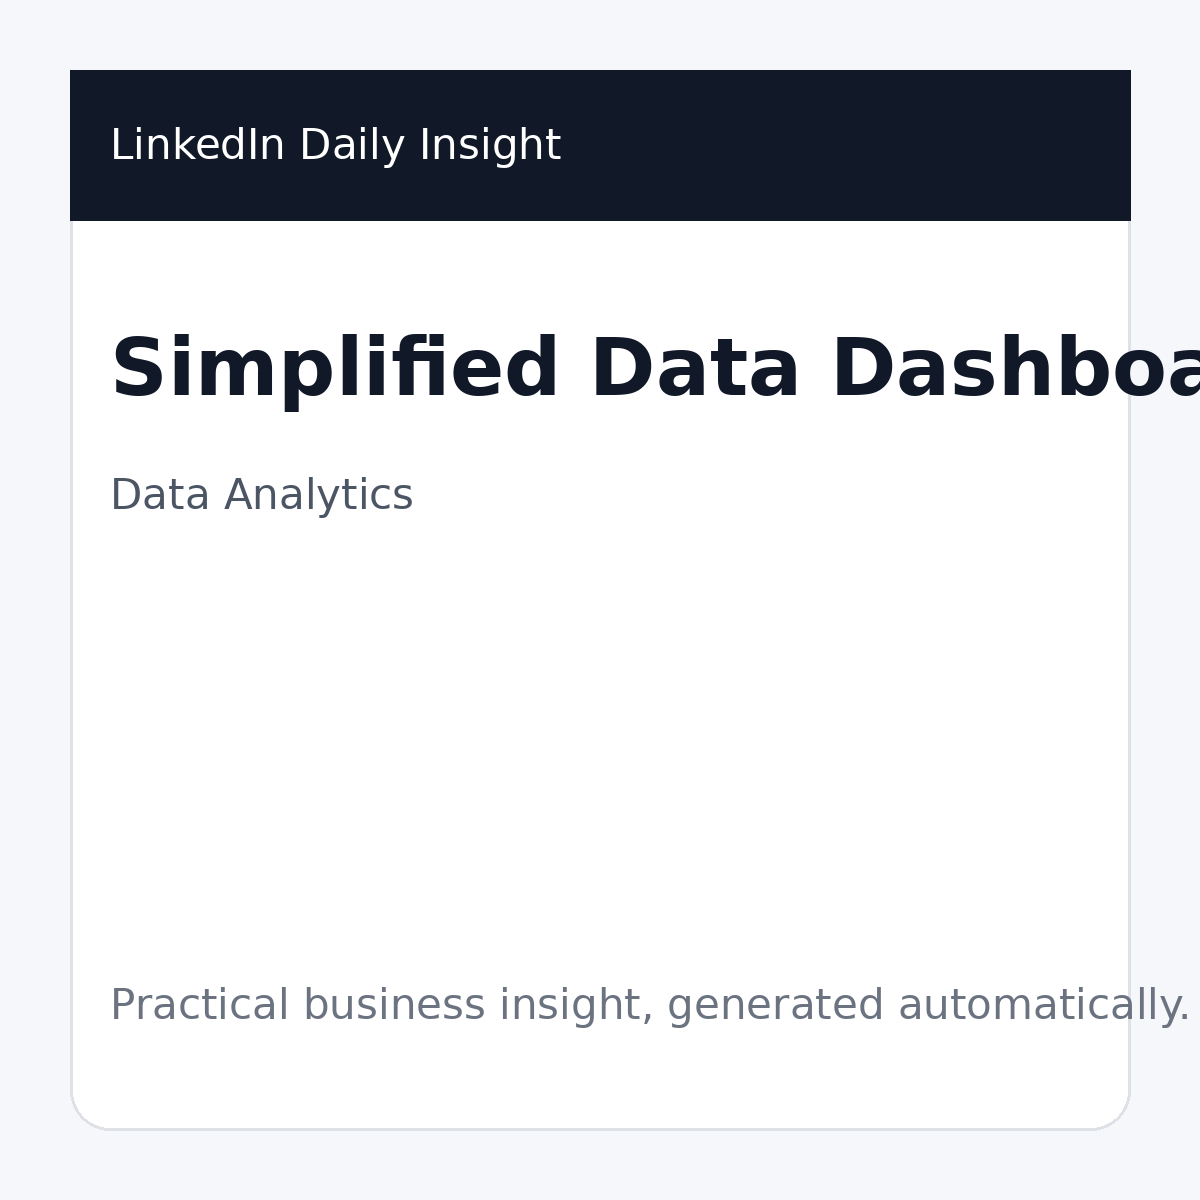 LinkedIn Daily Insight
Simplified Data Dashboa
Data Analytics
Practical business insight, generated automatically.